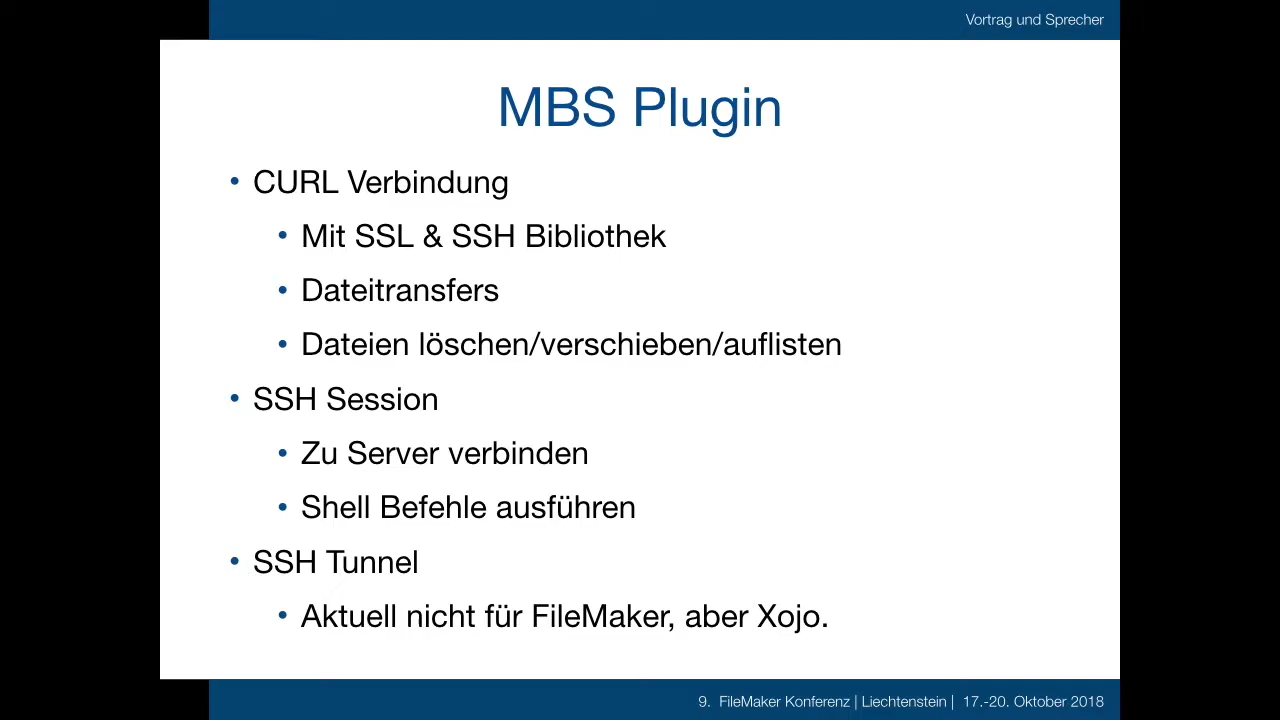 Vortrag und Sprecher
MBS Plugin
• CURL Verbindung
• Mit SSL & SSH Bibliothek
• Dateitransfers
• Dateien löschen/verschieben/auflisten
• SSH Session
• Zu Server verbinden
• Shell Befehle ausführen
• SSH Tunnel
• Aktuell nicht für FileMaker, aber Xojo.
9. FileMaker Konferenz | Liechtenstein | 17.-20. Oktober 2018